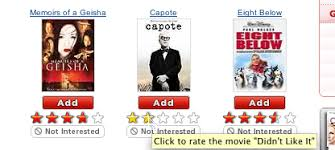 Memoirs of a Geisha
Capote
Eight Below
MEMOIRS OF A
GEISHA
capote
PAUL WALKER
EIGHT
BELOW
Add
Add
Add
Not Interested
Not Interested
Not Interested
Click to rate the movie "Didn't Like It"